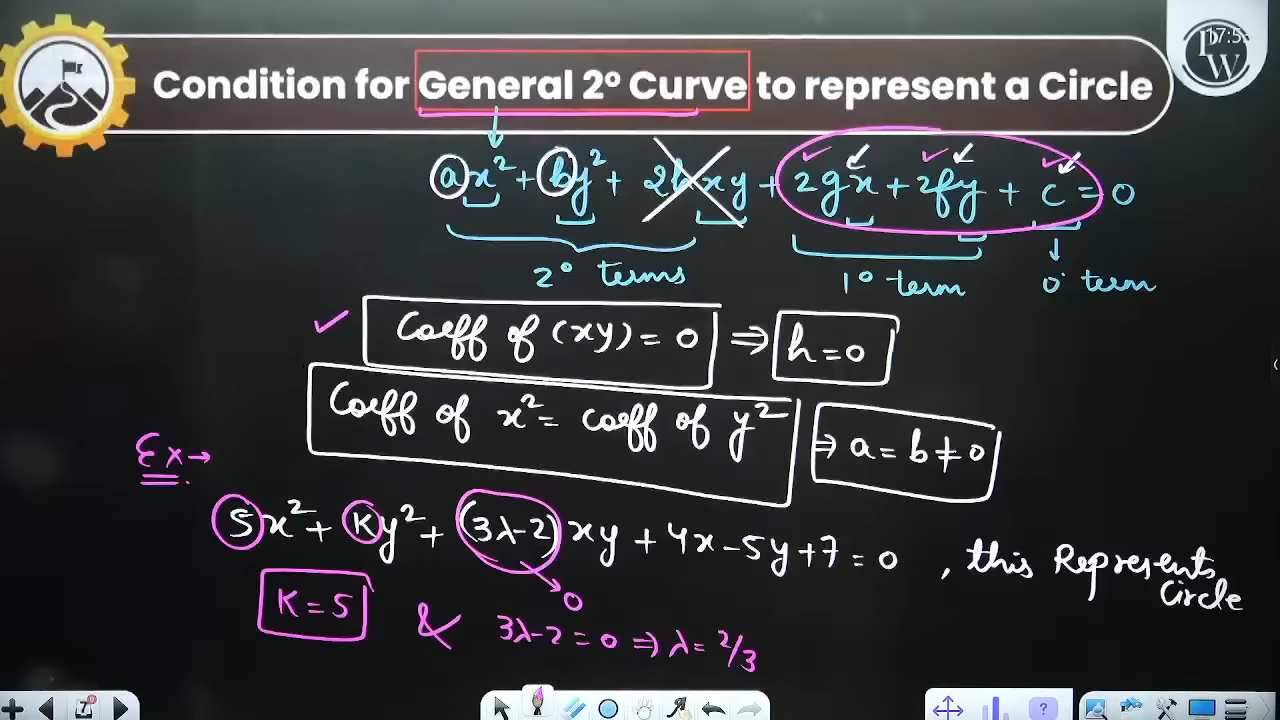 17:5
W
Condition for General 2° Curve to represent a Circle
ax² + by² + 2hxy + 2gx + 2fy + c = 0
2° terms 1° term 0° term
Coeff of (xy) = 0 ⇒ h = 0
Coeff of x² = coeff of y² ⇒ a = b ≠ 0
Ex→
5x² + Ky² + (3λ-2)xy + 4x - 5y + 7 = 0 , this Represents Circle
0
K = 5 & 3λ-2 = 0 ⇒ λ = 2/3